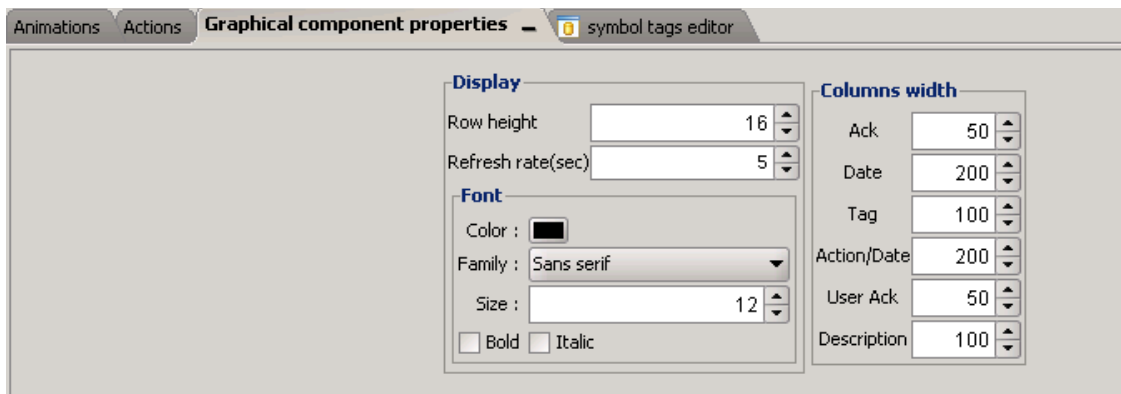 Animations Actions Graphical component properties symbol tags editor
Display
Row height 16
Refresh rate(sec) 5
Font
Color :
Family : Sans serif
Size : 12
Bold Italic
Columns width
Ack 50
Date 200
Tag 100
Action/Date 200
User Ack 50
Description 100